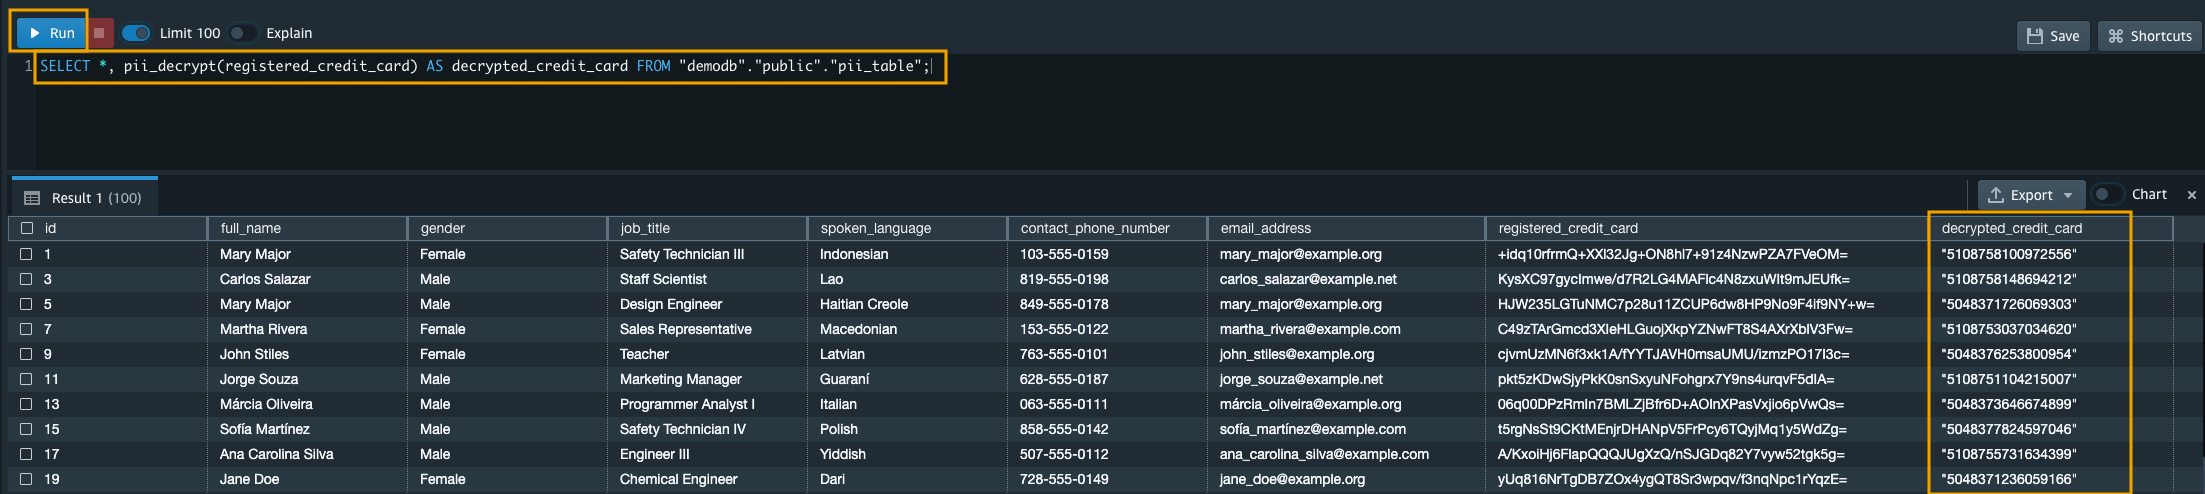 Run Limit 100 Explain Save Shortcuts
1 SELECT *, pii_decrypt(registered_credit_card) AS decrypted_credit_card FROM "demodb"."public"."pii_table";
Result 1 (100) Export Chart
id full_name gender job_title spoken_language contact_phone_number email_address registered_credit_card decrypted_credit_card
1 Mary Major Female Safety Technician III Indonesian 103-555-0159 mary_major@example.org +idq10rfrmQ+XXl32Jg+ON8hl7+91z4NzwPZA7FVeOM= "5108758100972556"
3 Carlos Salazar Male Staff Scientist Lao 819-555-0198 carlos_salazar@example.net KysXC97gyclmwe/d7R2LG4MAFlc4N8zxuWlt9mJEUfk= "5108758148694212"
5 Mary Major Male Design Engineer Haitian Creole 849-555-0178 mary_major@example.org HJW235LGTuNMC7p28u11ZCUP6dw8HP9No9F4if9NY+w= "5048371726069303"
7 Martha Rivera Female Sales Representative Macedonian 153-555-0122 martha_rivera@example.com C49zTArGmcd3XleHLGuojXkpYZNwFT8S4AXrXbIV3Fw= "5108753037034620"
9 John Stiles Female Teacher Latvian 763-555-0101 john_stiles@example.org cjvmUzMN6f3xk1A/fYYTJAVH0msaUMU/izmzPO17I3c= "5048376253800954"
11 Jorge Souza Male Marketing Manager Guaraní 628-555-0187 jorge_souza@example.net pkt5zKDwSjyPkK0snSxyuNFohgrx7Y9ns4urqvF5dIA= "5108751104215007"
13 Márcia Oliveira Male Programmer Analyst I Italian 063-555-0111 márcia_oliveira@example.org 06q00DPzRmIn7BMLZjBfr6D+AOInXPasVxjio6pVwQs= "5048373646674899"
15 Sofía Martínez Male Safety Technician IV Polish 858-555-0142 sofía_martínez@example.com t5rgNsSt9CKtMEnjrDHANpV5FrPcy6TQyjMq1y5WdZg= "5048377824597046"
17 Ana Carolina Silva Male Engineer III Yiddish 507-555-0112 ana_carolina_silva@example.com A/KxoiHj6FlapQQQJUgXzQ/nSJGDq82Y7vyw52tgk5g= "5108755731634399"
19 Jane Doe Female Chemical Engineer Dari 728-555-0149 jane_doe@example.org yUq816NrTgDB7ZOx4ygQT8Sr3wpqv/f3nqNpc1rYqzE= "5048371236059166"